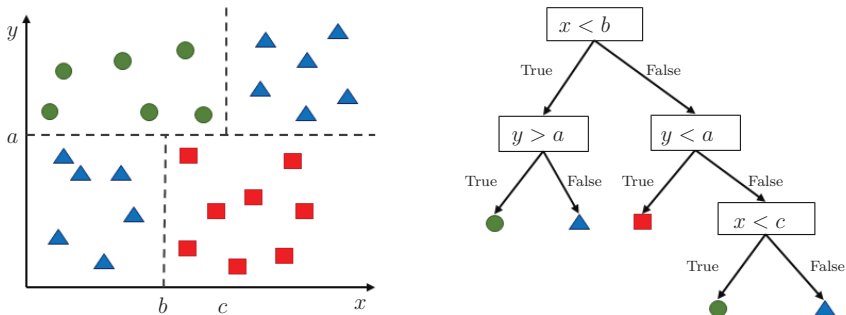 y
a
b
c
x
x < b
True
False
y > a
y < a
True
False
True
False
x < c
True
False